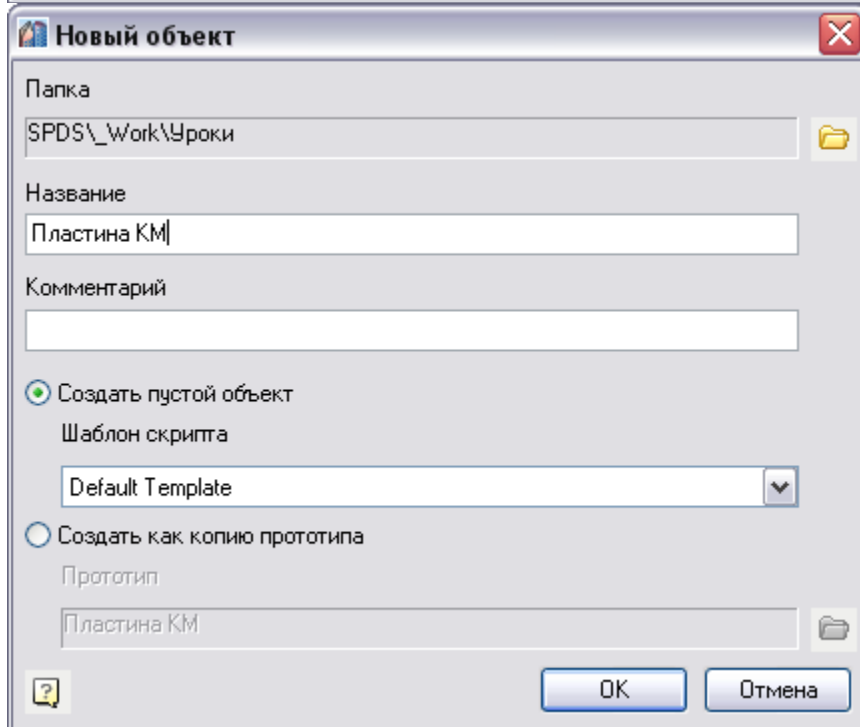 Новый объект
Папка
SPDS\_Work\Уроки
Название
Пластина КМ
Комментарий
Создать пустой объект
Шаблон скрипта
Default Template
Создать как копию прототипа
Прототип
Пластина КМ
?
OK
Отмена